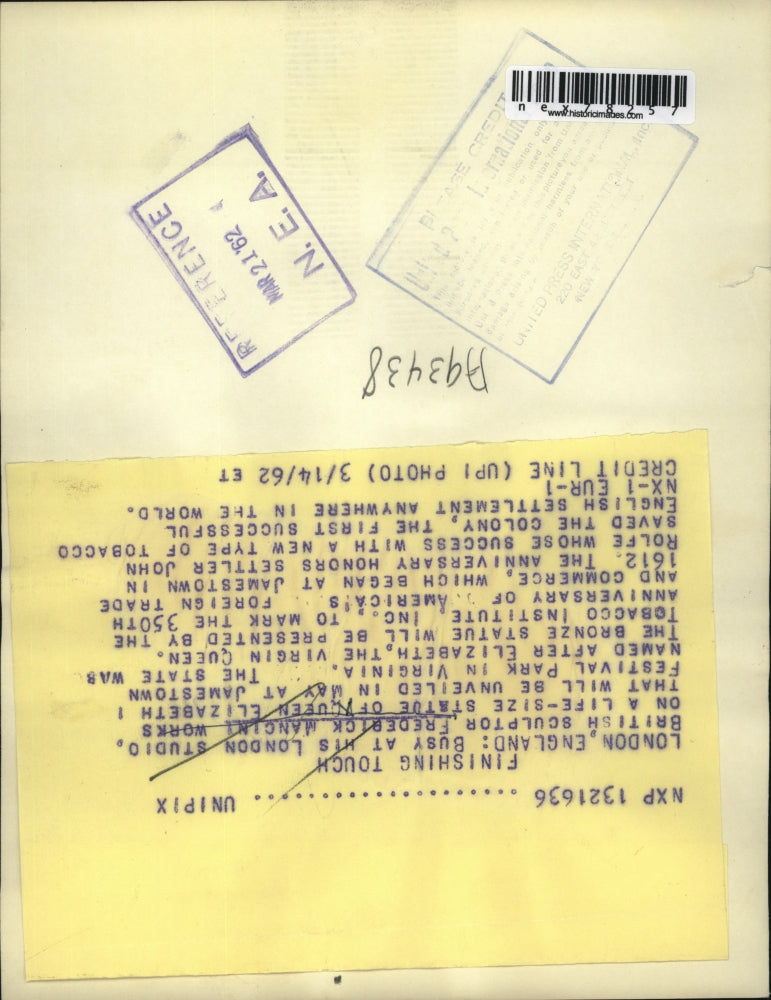 NXP 1321636 .................... UNIPIX
FINISHING TOUCH
LONDON, ENGLAND: BUSY AT HIS LONDON STUDIO,
BRITISH SCULPTOR FREDERICK MANCINI WORKS
ON A LIFE-SIZE STATUE OF QUEEN ELIZABETH I
THAT WILL BE UNVEILED IN MAY AT JAMESTOWN
FESTIVAL PARK IN VIRGINIA. THE STATE WAS
NAMED AFTER ELIZABETH, THE VIRGIN QUEEN.
THE BRONZE STATUE WILL BE PRESENTED BY THE
TOBACCO INSTITUTE, INC., TO MARK THE 350TH
ANNIVERSARY OF AMERICA'S FOREIGN TRADE
AND COMMERCE, WHICH BEGAN AT JAMESTOWN IN
1612. THE ANNIVERSARY HONORS SETTLER JOHN
ROLFE WHOSE SUCCESS WITH A NEW TYPE OF TOBACCO
SAVED THE COLONY, THE FIRST SUCCESSFUL
ENGLISH SETTLEMENT ANYWHERE IN THE WORLD.
NX-1 EUR-1
CREDIT LINE (UPI PHOTO) 3/14/62 ET
A93438
REFERENCE
MAR 21 '62
N. E. A.
PLEASE CREDIT
UNITED PRESS INTERNATIONAL, Inc.
220 EAST
NEW
nex78257
www.historicimages.com